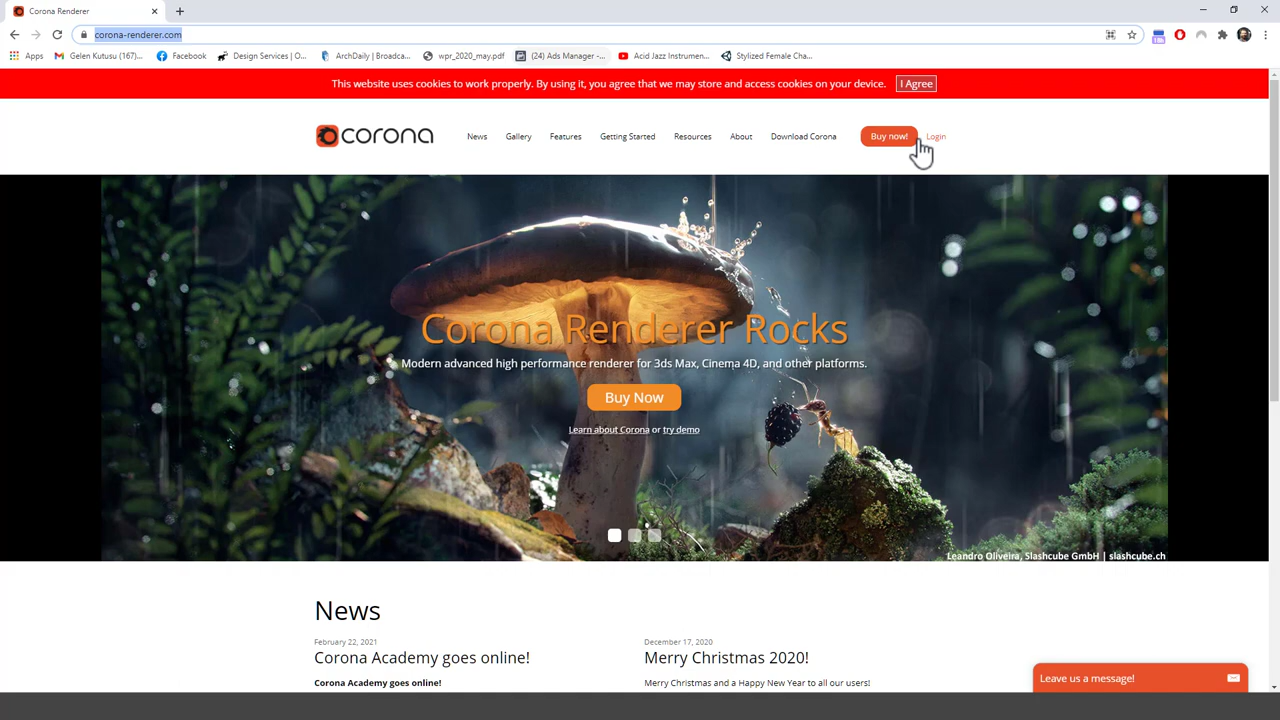 Corona Renderer
corona-renderer.com
Apps
Gelen Kutusu (167)...
Facebook
Design Services (O...
ArchDaily | Broadca...
wpr_2020_may.pdf
(24) Ads Manager -...
Acid Jazz Instrumen...
Stylized Female Cha...
This website uses cookies to work properly. By using it, you agree that we may store and access cookies on your device.
I Agree
corona
News
Gallery
Features
Getting Started
Resources
About
Download Corona
Buy now!
Login
Corona Renderer Rocks
Modern advanced high performance renderer for 3ds Max, Cinema 4D, and other platforms.
Buy Now
Learn about Corona or try demo
Leandro Oliveira, Slashcube GmbH | slashcube.ch
News
February 22, 2021
Corona Academy goes online!
Corona Academy goes online!
December 17, 2020
Merry Christmas 2020!
Merry Christmas and a Happy New Year to all our users!
Leave us a message!